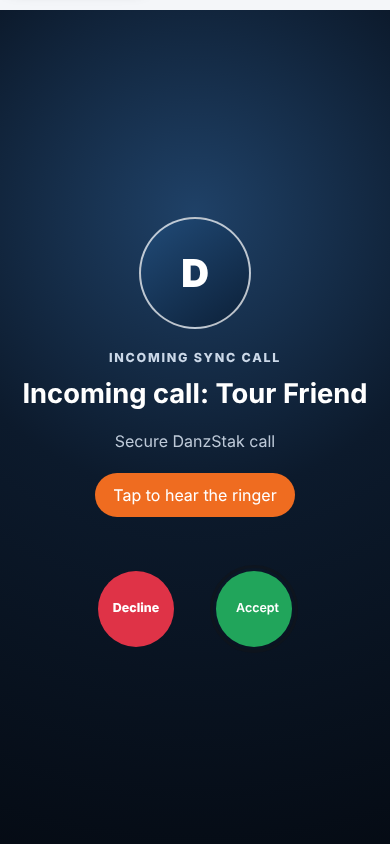 D
INCOMING SYNC CALL
Incoming call: Tour Friend
Secure DanzStak call
Tap to hear the ringer
Decline
Accept